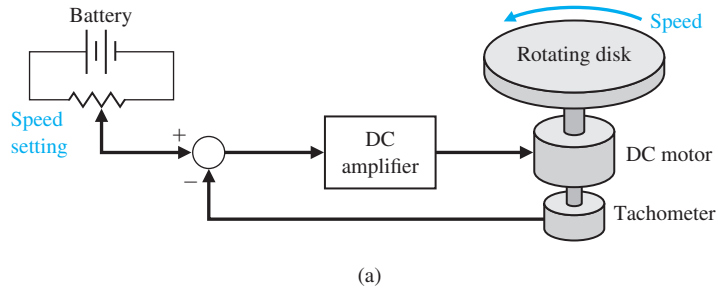 Battery
Speed
Rotating disk
Speed
setting
+
−
DC
amplifier
DC motor
Tachometer
(a)